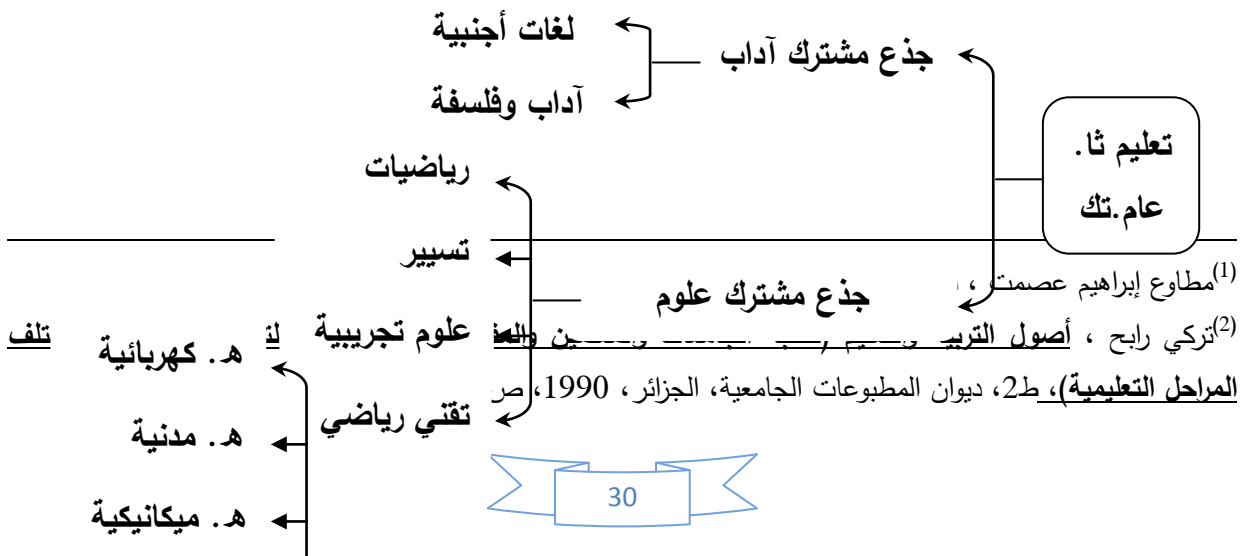 لغات أجنبية
جذع مشترك آداب
آداب وفلسفة
تعليم ثا.
عام.تك
رياضيات
تسيير
جذع مشترك علوم
علوم تجريبية
تقني رياضي
ه. كهربائية
ه. مدنية
ه. ميكانيكية
(1)مطاوع إبراهيم عصمت ،
(2)تركي رابح ، أصول التربية والتعليم
المراحل التعليمية)، ط2، ديوان المطبوعات الجامعية، الجزائر، 1990، ص
30